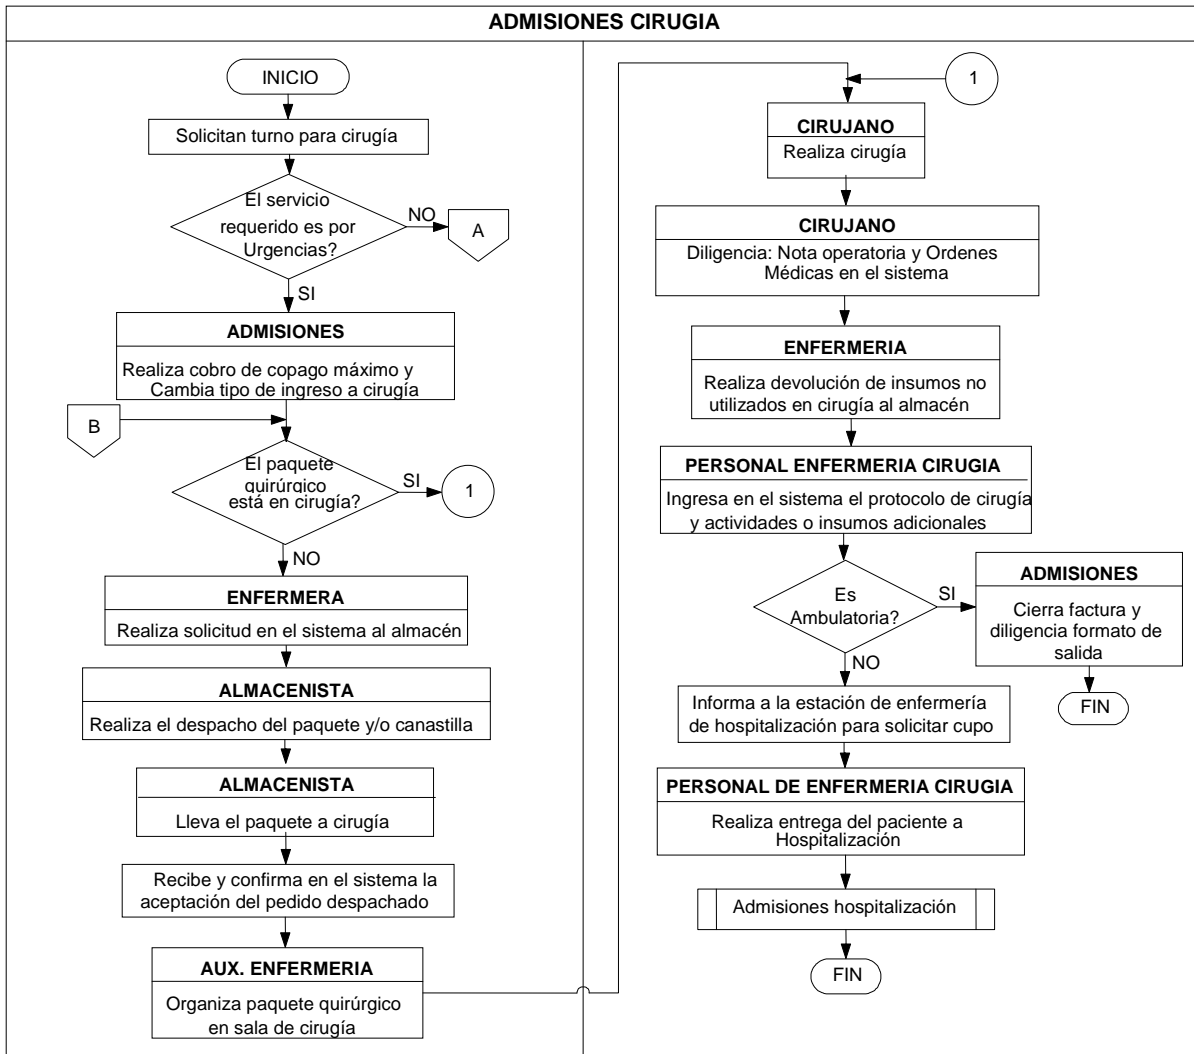 ADMISIONES CIRUGIA
INICIO
Solicitan turno para cirugía
El servicio
requerido es por
Urgencias?
NO
A
SI
ADMISIONES
Realiza cobro de copago máximo y
Cambia tipo de ingreso a cirugía
B
El paquete
quirúrgico
está en cirugía?
SI
1
NO
ENFERMERA
Realiza solicitud en el sistema al almacén
ALMACENISTA
Realiza el despacho del paquete y/o canastilla
ALMACENISTA
Lleva el paquete a cirugía
Recibe y confirma en el sistema la
aceptación del pedido despachado
AUX. ENFERMERIA
Organiza paquete quirúrgico
en sala de cirugía
1
CIRUJANO
Realiza cirugía
CIRUJANO
Diligencia: Nota operatoria y Ordenes
Médicas en el sistema
ENFERMERIA
Realiza devolución de insumos no
utilizados en cirugía al almacén
PERSONAL ENFERMERIA CIRUGIA
Ingresa en el sistema el protocolo de cirugía
y actividades o insumos adicionales
Es
Ambulatoria?
SI
ADMISIONES
Cierra factura y
diligencia formato de
salida
FIN
NO
Informa a la estación de enfermería
de hospitalización para solicitar cupo
PERSONAL DE ENFERMERIA CIRUGIA
Realiza entrega del paciente a
Hospitalización
Admisiones hospitalización
FIN